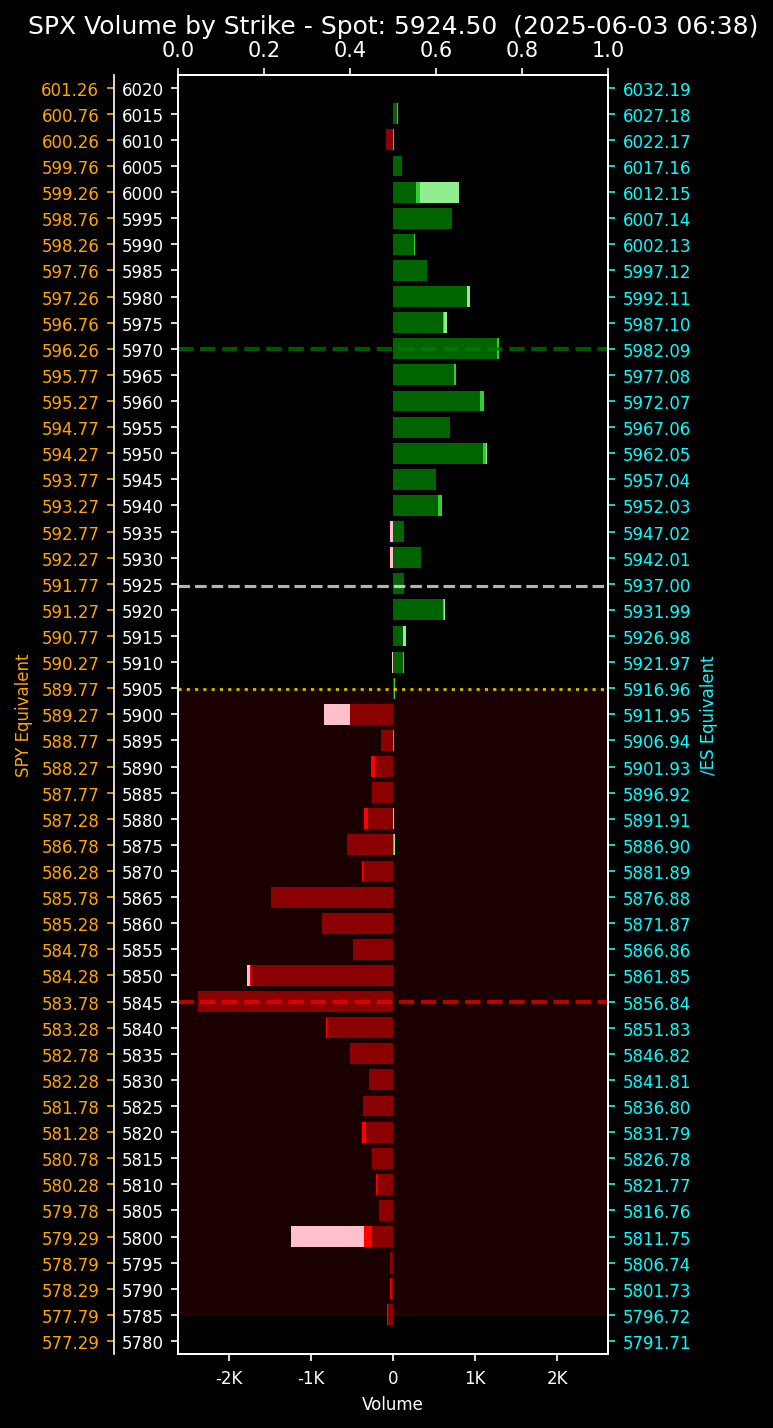 SPX Volume by Strike - Spot: 5924.50  (2025-06-03 06:38)
0.0 0.2 0.4 0.6 0.8 1.0
601.26 6020 6032.19
600.76 6015 6027.18
600.26 6010 6022.17
599.76 6005 6017.16
599.26 6000 6012.15
598.76 5995 6007.14
598.26 5990 6002.13
597.76 5985 5997.12
597.26 5980 5992.11
596.76 5975 5987.10
596.26 5970 5982.09
595.77 5965 5977.08
595.27 5960 5972.07
594.77 5955 5967.06
594.27 5950 5962.05
593.77 5945 5957.04
593.27 5940 5952.03
592.77 5935 5947.02
592.27 5930 5942.01
591.77 5925 5937.00
591.27 5920 5931.99
590.77 5915 5926.98
590.27 5910 5921.97
589.77 5905 5916.96
589.27 5900 5911.95
588.77 5895 5906.94
588.27 5890 5901.93
587.77 5885 5896.92
587.28 5880 5891.91
586.78 5875 5886.90
586.28 5870 5881.89
585.78 5865 5876.88
585.28 5860 5871.87
584.78 5855 5866.86
584.28 5850 5861.85
583.78 5845 5856.84
583.28 5840 5851.83
582.78 5835 5846.82
582.28 5830 5841.81
581.78 5825 5836.80
581.28 5820 5831.79
580.78 5815 5826.78
580.28 5810 5821.77
579.78 5805 5816.76
579.29 5800 5811.75
578.79 5795 5806.74
578.29 5790 5801.73
577.79 5785 5796.72
577.29 5780 5791.71
SPY Equivalent
/ES Equivalent
-2K -1K 0 1K 2K
Volume